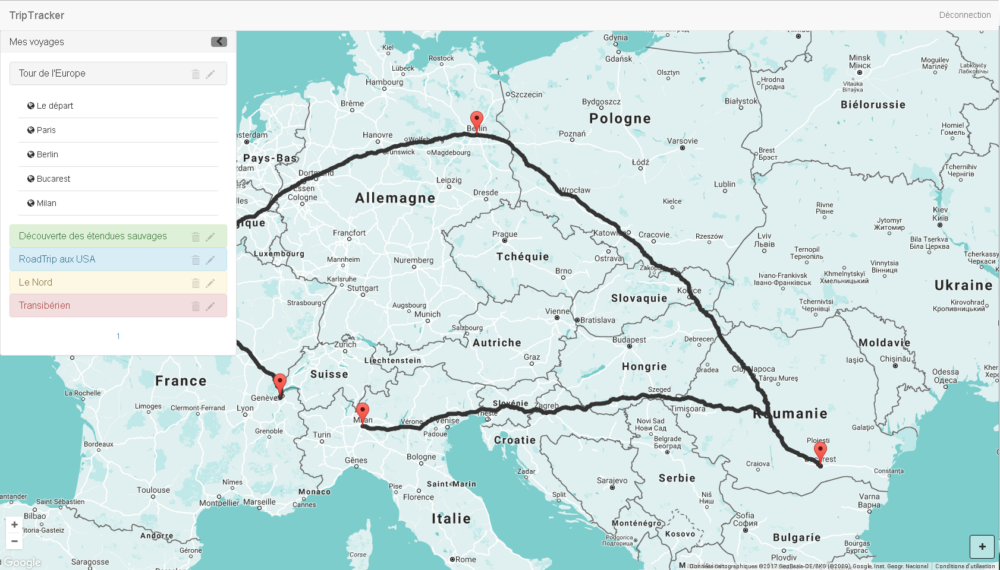 TripTracker
Déconnection
Mes voyages
Tour de l'Europe
Le départ
Paris
Berlin
Bucarest
Milan
Découverte des étendues sauvages
RoadTrip aux USA
Le Nord
Transibérien
1
Gdynia
Gdańsk
Kiel
Rostock
Lübeck
Hambourg
Szczecin
Olsztyn
Minsk
Мінск
Moguilev
Магілёў
Hrodna
Гродна
Vitaŭka
Вітаўка
Brême
Bydgoszcz
Białystok
Biélorussie
Pologne
Berlin
Hanovre
Wolfsburg
Brunswick
Magdebourg
Poznań
Varsovie
Homiel
Гомель
Brest
Брэст
Pays-Bas
Łódź
Tchernihiv
Чернігів
Dortmund
Essen
Cologne
Leipzig
Dresde
Wrocław
Lublin
Allemagne
Kielce
Rivne
Рівне
Kiev
Київ
Jytomyr
Житомир
Francfort
Prague
Katowice
Cracovie
Rzeszów
Lviv
Львів
Bila Tserkva
Біла Церква
Ternopil
Тернопіль
Tcherkassy
Черкаси
Luxembourg
Mannheim
Nuremberg
Tchéquie
Ostrava
Brno
Vinnytsia
Вінниця
Khmelnytskyï
Хмельницький
Ivano-Frankivsk
Івано-Франківськ
Karlsruhe
Stuttgart
Slovaquie
Ukraine
Strasbourg
Augsbourg
Munich
Vienne
Bratislava
Tchernivtsi
Чернівці
Kirovohrad
Кропивницький
Salzbourg
Zurich
Liechtenstein
Autriche
Budapest
Debrecen
Moldavie
Graz
Iaşi
Chişinău
Suisse
Hongrie
Oradea
Cluj-Napoca
Târgu Mureş
Odessa
Одеса
France
La Rochelle
Genève
Limoges
Clermont-Ferrand
Lyon
Szeged
Slovénie
Zagreb
Timişoara
Roumanie
Milan
Vérone
Venise
Trieste
Padoue
Grenoble
Turin
Croatie
Novi Sad
Нови Сад
Belgrade
Београд
Galaţi
Ploieşti
Bucarest
Bordeaux
Gênes
Bologne
Craiova
Constanţa
Zadar
Sarajevo
Serbie
Nîmes
Toulouse
Montpellier
Marseille
Monaco
Cannes
Pise
Florence
Saint-Marin
Split
Niš
Ниш
Varna
Варна
Saint-Sébastien
Bilbao
Vitoria-Gasteiz
Andorre
Gérone
Saragosse
Italie
Corse
Rome
Monténégro
Podgorica
Подгорица
Kosovo
Sofia
София
Bulgarie
Bourgas
Бургас
Plovdiv
+
−
+
Google
Données cartographiques ©2017 GeoBasis-DE/BKG (©2009), Google, Inst. Geogr. Nacional
Conditions d'utilisation